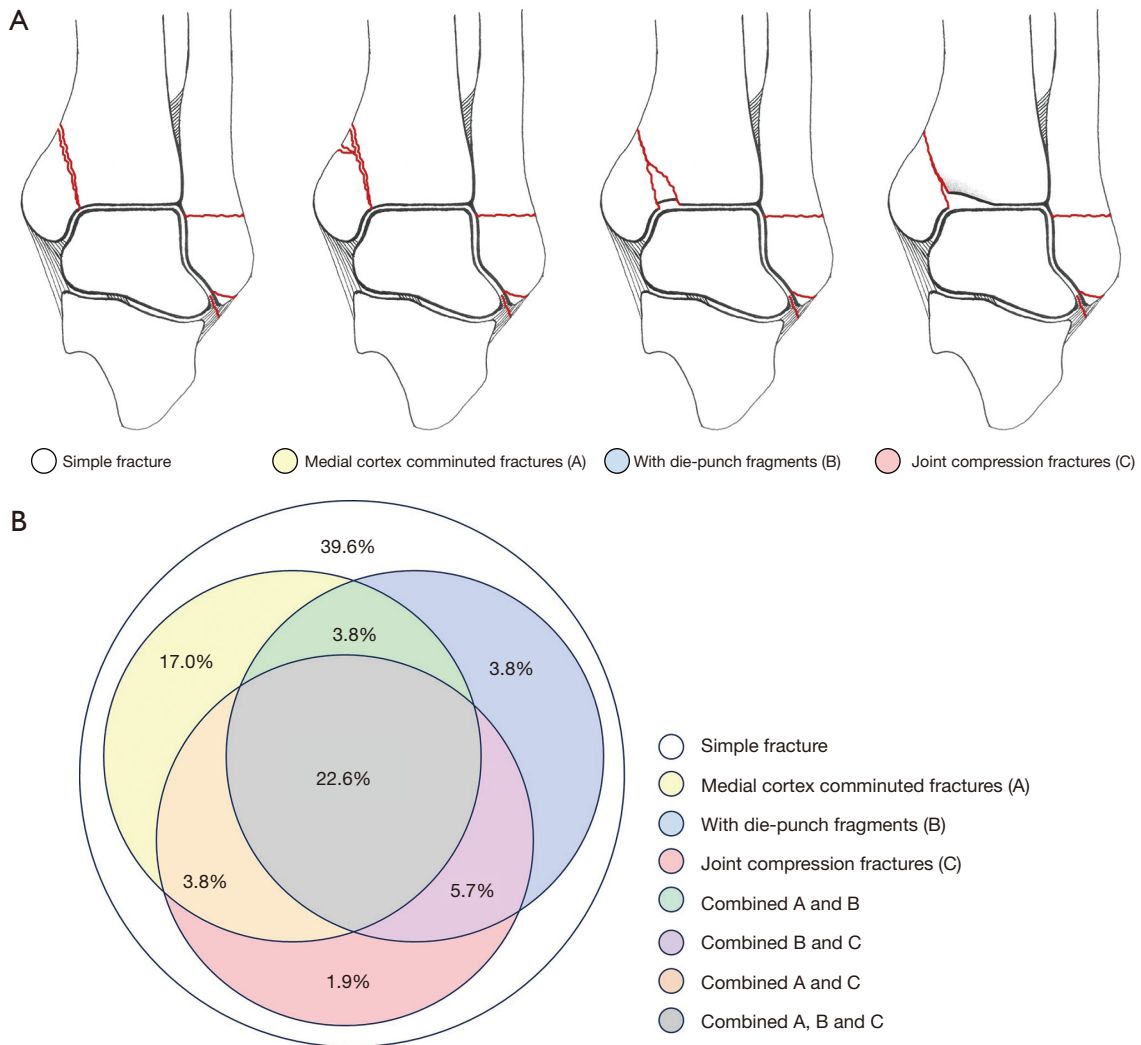 A
Simple fracture
Medial cortex comminuted fractures (A)
With die-punch fragments (B)
Joint compression fractures (C)
B
39.6%
3.8%
17.0%
3.8%
22.6%
3.8%
5.7%
1.9%
Simple fracture
Medial cortex comminuted fractures (A)
With die-punch fragments (B)
Joint compression fractures (C)
Combined A and B
Combined B and C
Combined A and C
Combined A, B and C